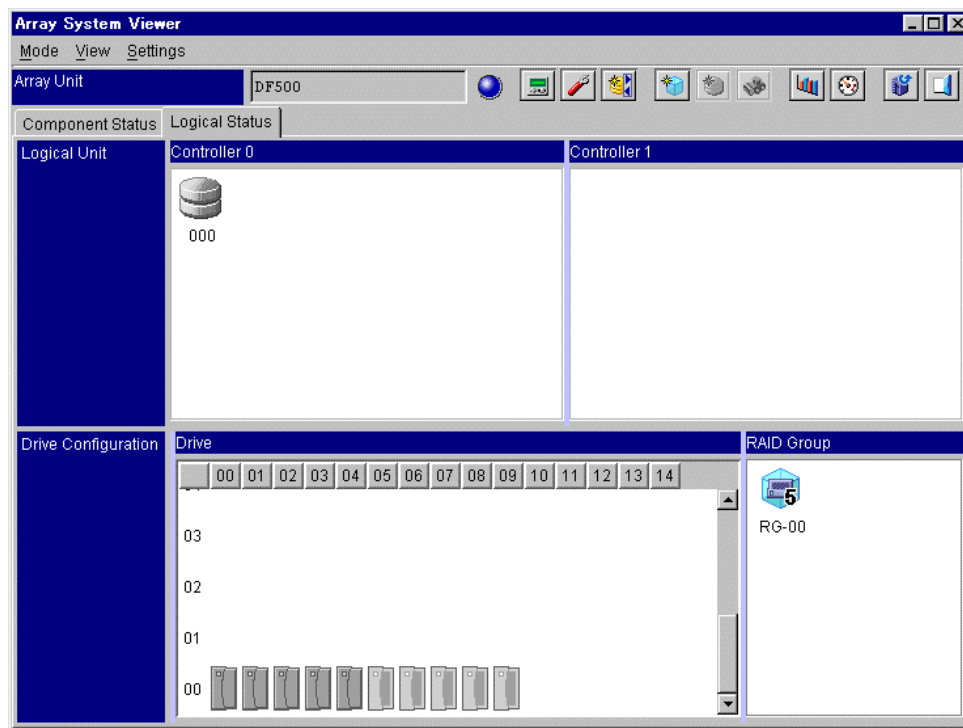 Array System Viewer
Mode View Settings
Array Unit DF500
Component Status Logical Status
Logical Unit Controller 0 Controller 1
000
Drive Configuration Drive RAID Group
00 01 02 03 04 05 06 07 08 09 10 11 12 13 14
5
RG-00
03
02
01
00